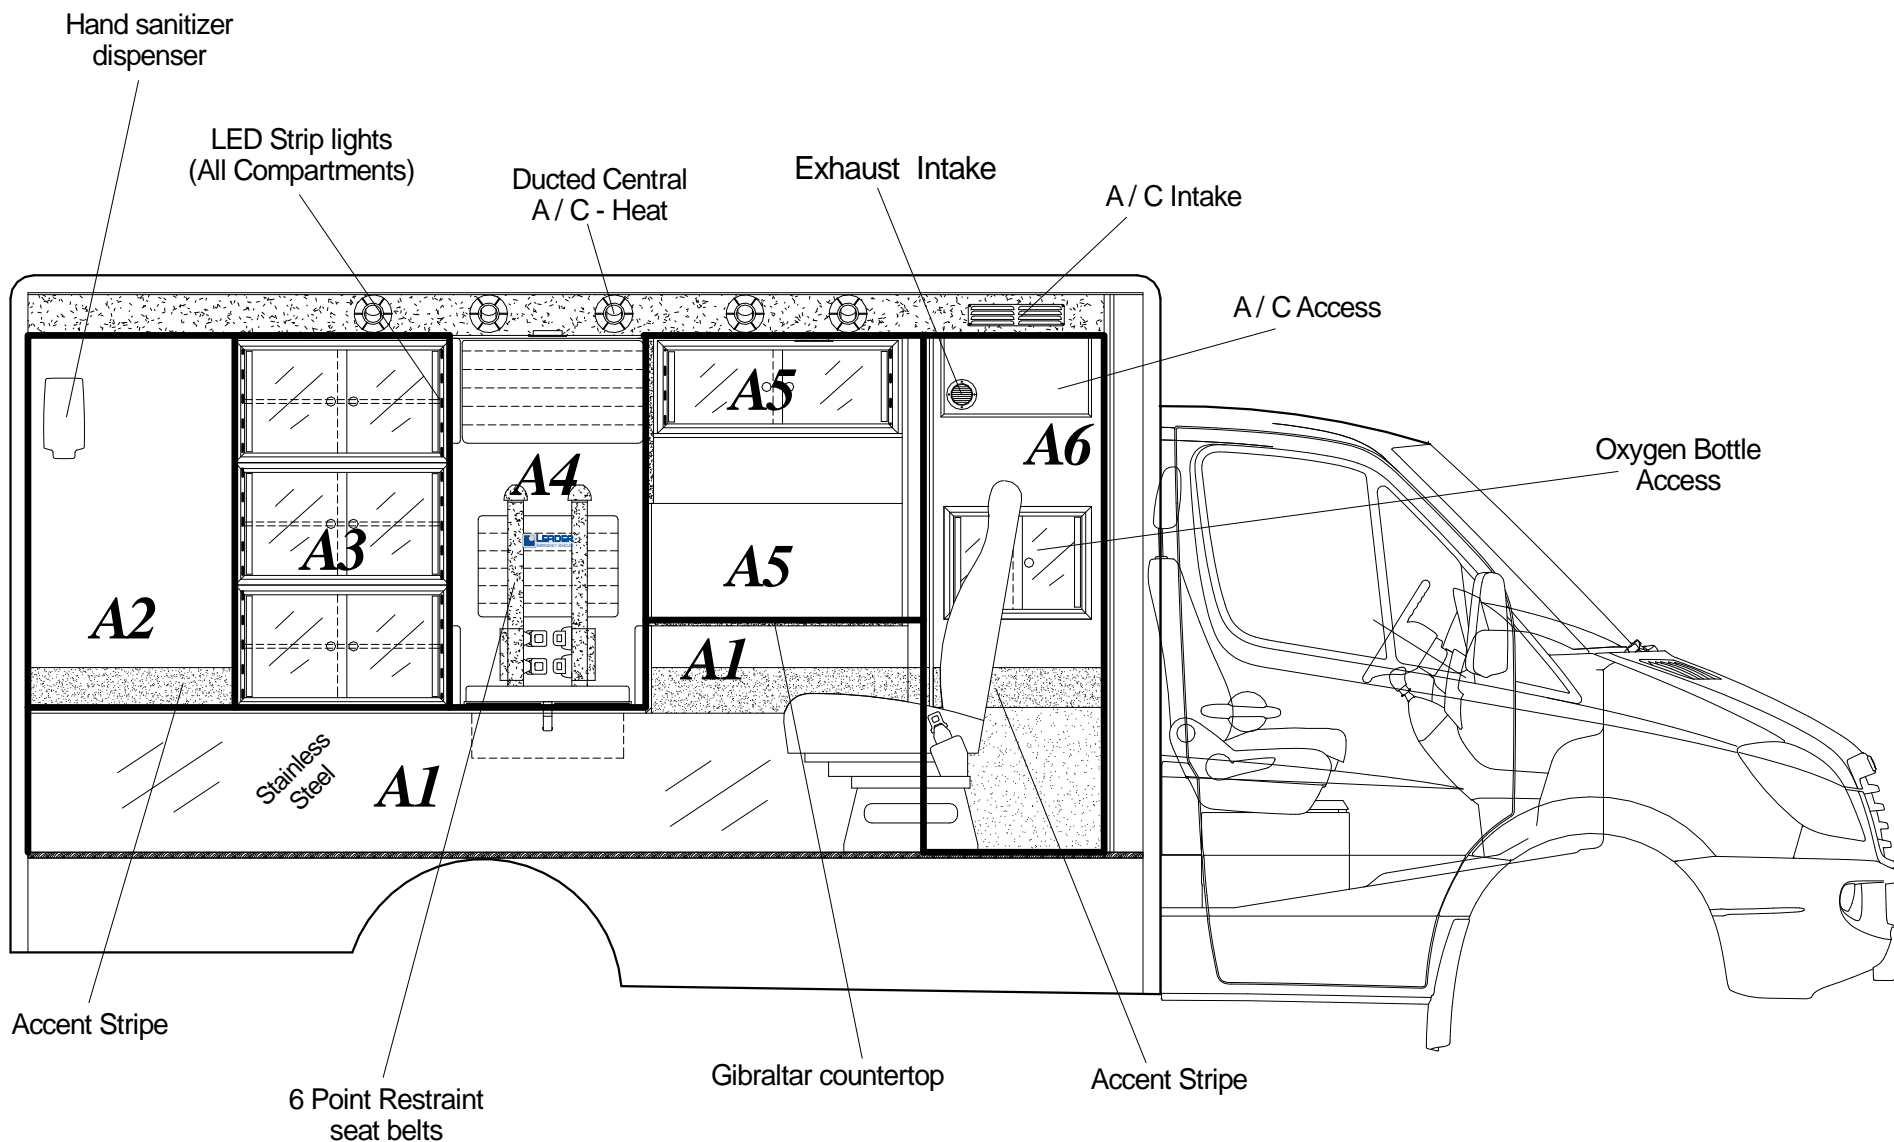 Hand sanitizer
dispenser
LED Strip lights
(All Compartments)
Ducted Central
A / C - Heat
Exhaust Intake
A / C Intake
A / C Access
Oxygen Bottle
Access
A5
A6
A4
LEADER
A3
A5
A2
A1
Stainless
Steel
A1
Accent Stripe
6 Point Restraint
seat belts
Gibraltar countertop
Accent Stripe